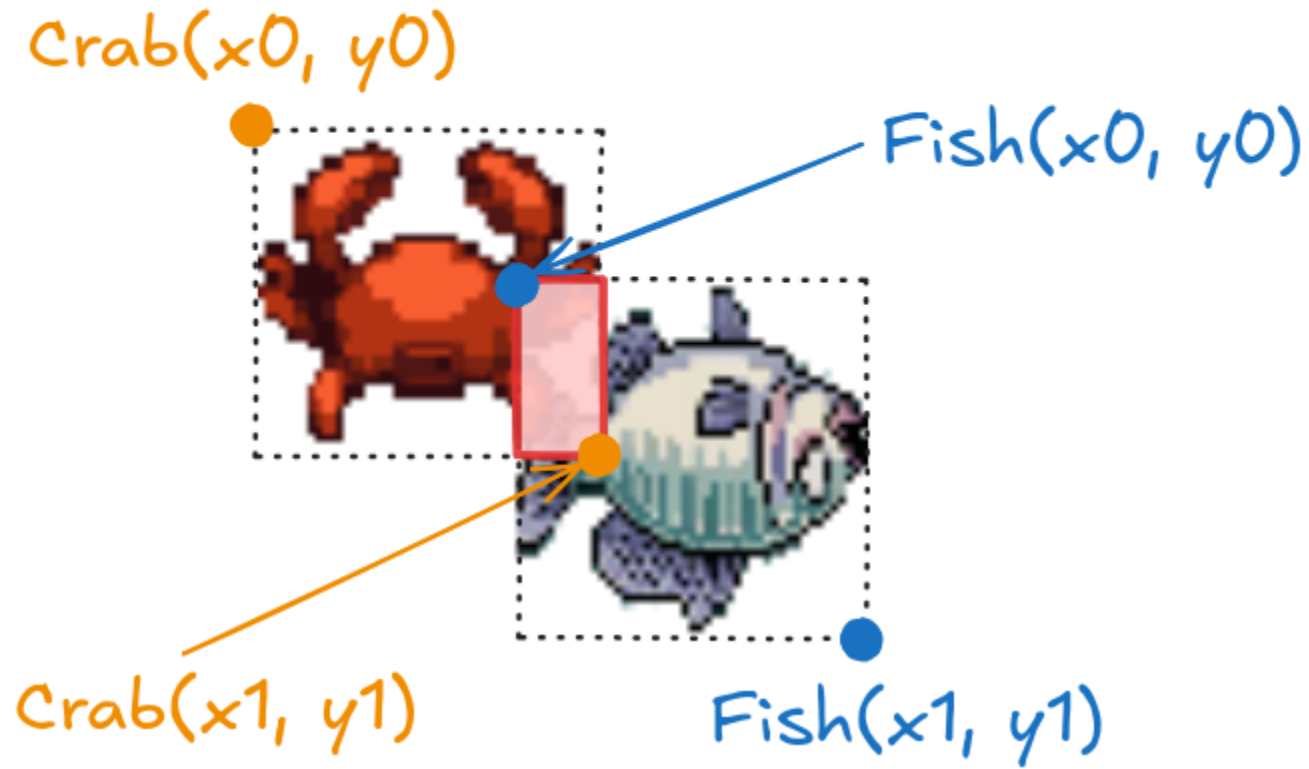 Crab(x0, y0)
Fish(x0, y0)
Crab(x1, y1)
Fish(x1, y1)